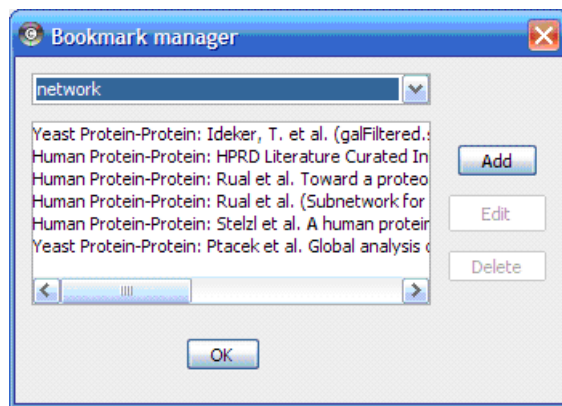 Bookmark manager
network
Yeast Protein-Protein: Ideker, T. et al. (galFiltered.s
Human Protein-Protein: HPRD Literature Curated In
Human Protein-Protein: Rual et al. Toward a proteo
Human Protein-Protein: Rual et al. (Subnetwork for
Human Protein-Protein: Stelzl et al. A human protein
Yeast Protein-Protein: Ptacek et al. Global analysis o
Add
Edit
Delete
OK